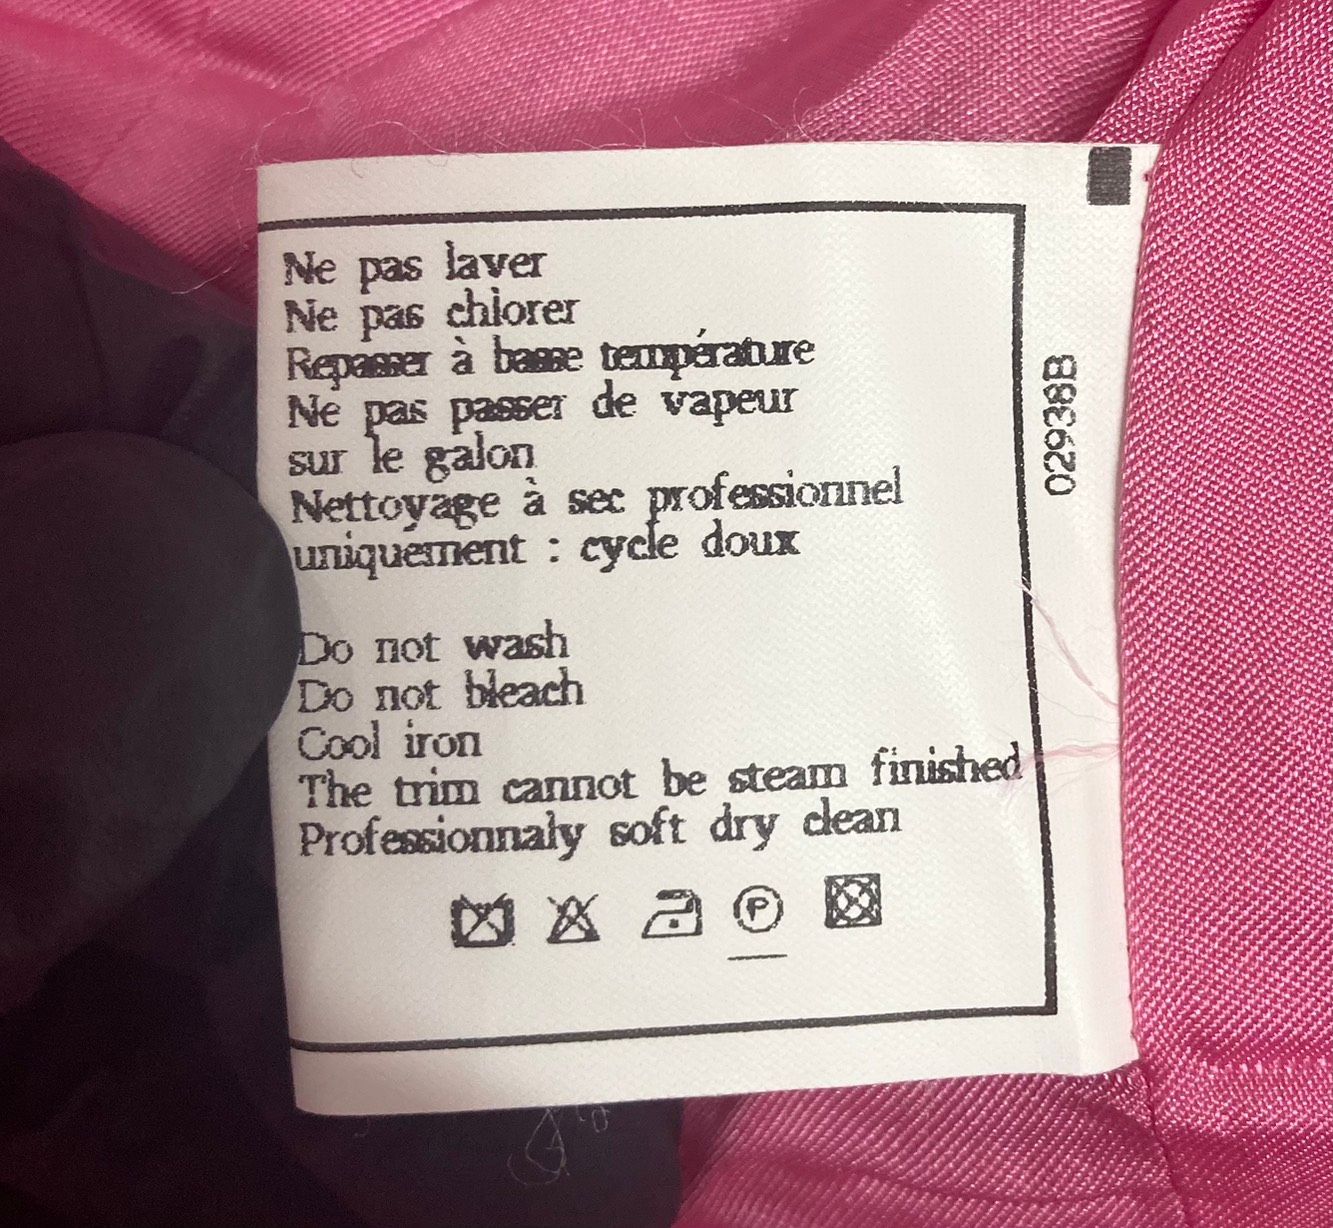 Ne pas laver
Ne pas chlorer
Repasser à basse température
Ne pas passer de vapeur
sur le galon
Nettoyage à sec professionnel
uniquement : cycle doux
Do not wash
Do not bleach
Cool iron
The trim cannot be steam finished
Professionnaly soft dry clean
P
02938B